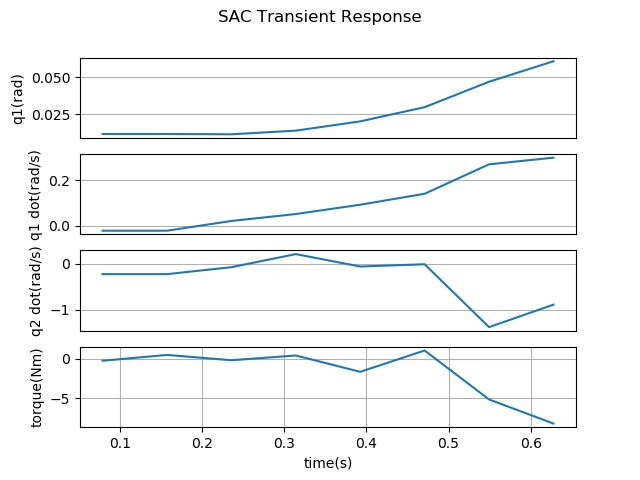 SAC Transient Response
q1(rad)
0.050
0.025
q1 dot(rad/s)
0.2
0.0
q2 dot(rad/s)
0
−1
torque(Nm)
0
−5
0.1 0.2 0.3 0.4 0.5 0.6
time(s)